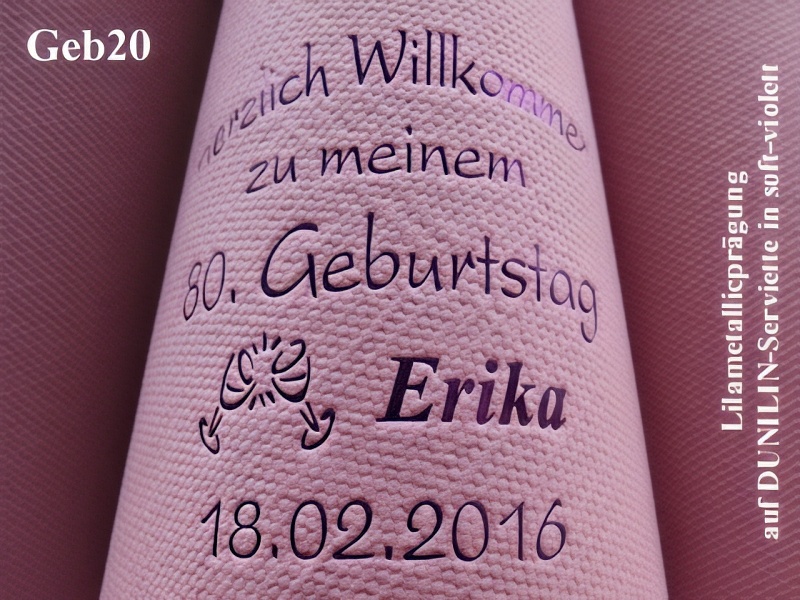 Geb20
herzlich Willkommen
zu meinem
80. Geburtstag
Erika
18.02.2016
Lilametallicprägung
auf DUNILIN-Serviette in soft-violett